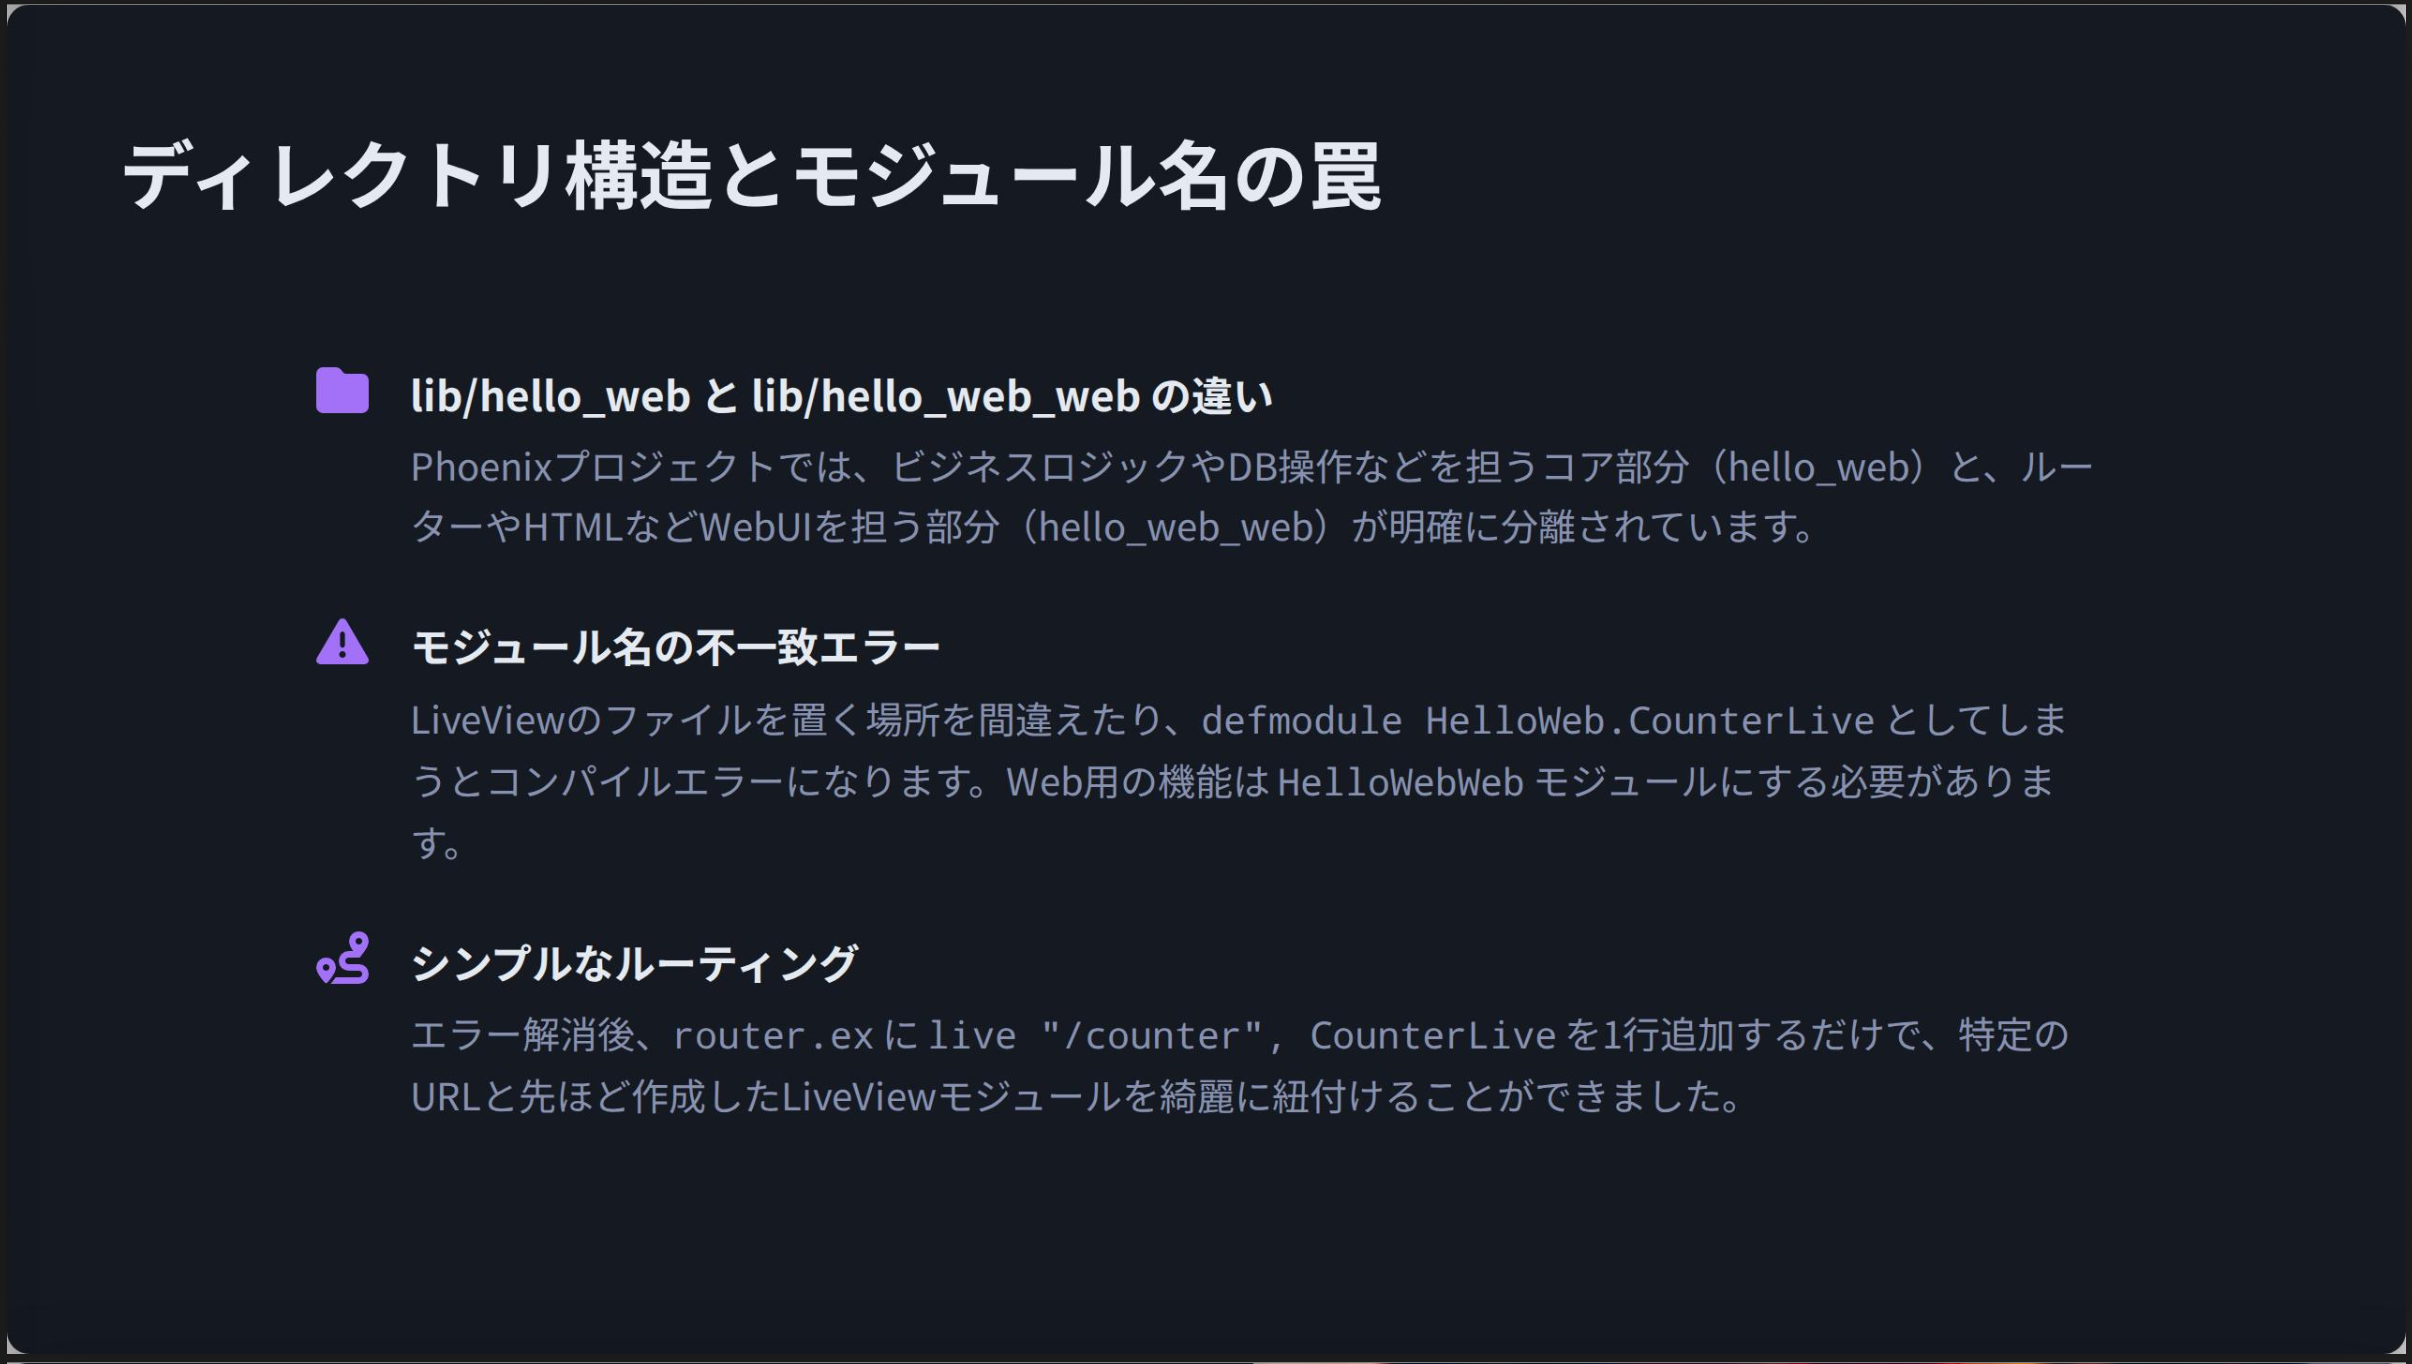 ディレクトリ構造とモジュール名の罠
lib/hello_web と lib/hello_web_web の違い
Phoenixプロジェクトでは、ビジネスロジックやDB操作などを担うコア部分（hello_web）と、ルー
ターやHTMLなどWebUIを担う部分（hello_web_web）が明確に分離されています。
モジュール名の不一致エラー
LiveViewのファイルを置く場所を間違えたり、defmodule HelloWeb.CounterLive としてしま
うとコンパイルエラーになります。Web用の機能は HelloWebWeb モジュールにする必要がありま
す。
シンプルなルーティング
エラー解消後、router.ex に live "/counter", CounterLive を1行追加するだけで、特定の
URLと先ほど作成したLiveViewモジュールを綺麗に紐付けることができました。